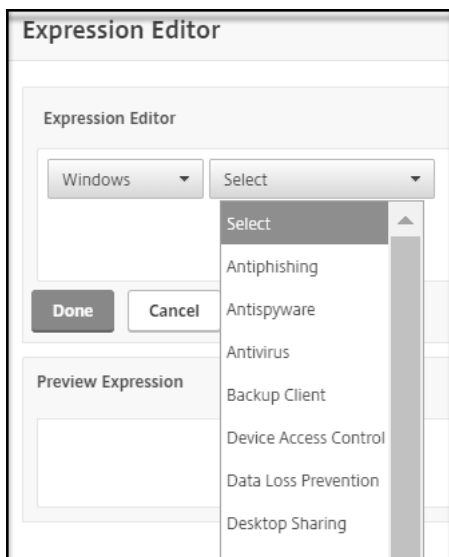 Expression Editor
Expression Editor
Windows
Select
Select
Antiphishing
Antispyware
Done
Cancel
Antivirus
Preview Expression
Backup Client
Device Access Control
Data Loss Prevention
Desktop Sharing